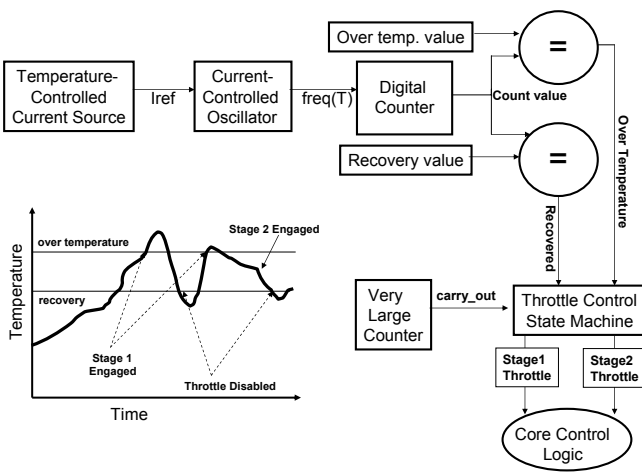 Over temp. value
=
Temperature-
Controlled
Current Source
Iref
Current-
Controlled
Oscillator
freq(T)
Digital
Counter
Count value
Recovery value
=
Over Temperature
Recovered
Temperature
over temperature
recovery
Stage 2 Engaged
Stage 1
Engaged
Throttle Disabled
Time
Very
Large
Counter
carry_out
Throttle Control
State Machine
Stage1
Throttle
Stage2
Throttle
Core Control
Logic